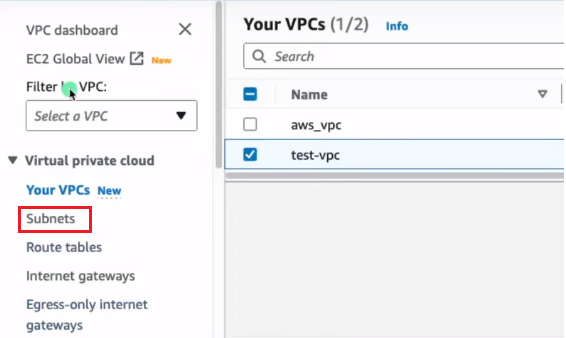 VPC dashboard
EC2 Global View New
Filter VPC:
Select a VPC
Virtual private cloud
Your VPCs New
Subnets
Route tables
Internet gateways
Egress-only internet
gateways
Your VPCs (1/2) Info
Search
Name
aws_vpc
test-vpc